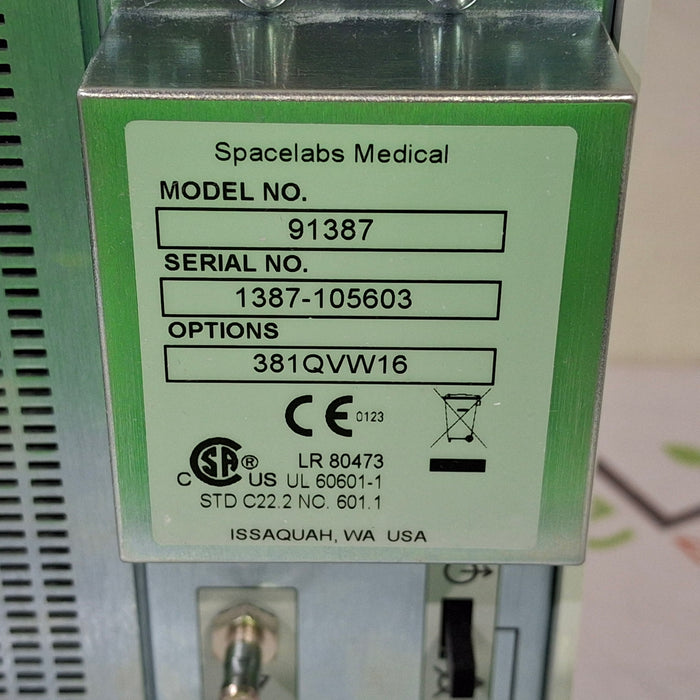 Spacelabs Medical
MODEL NO.
91387
SERIAL NO.
1387-105603
OPTIONS
381QVW16
CE 0123
LR 80473
C SA ® US UL 60601-1
STD C22.2 NO. 601.1
ISSAQUAH, WA USA